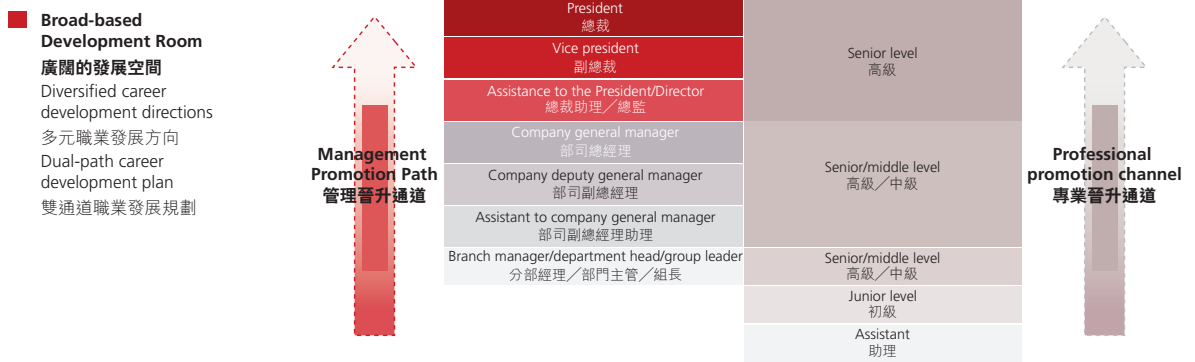 Broad-based
Development Room
廣闊的發展空間
Diversified career
development directions
多元職業發展方向
Dual-path career
development plan
雙通道職業發展規劃
Management
Promotion Path
管理晉升通道
President
總裁
Vice president
副總裁
Assistance to the President/Director
總裁助理／總監
Company general manager
部司總經理
Company deputy general manager
部司副總經理
Assistant to company general manager
部司副總經理助理
Branch manager/department head/group leader
分部經理／部門主管／組長
Senior level
高級
Senior/middle level
高級／中級
Senior/middle level
高級／中級
Junior level
初級
Assistant
助理
Professional
promotion channel
專業晉升通道